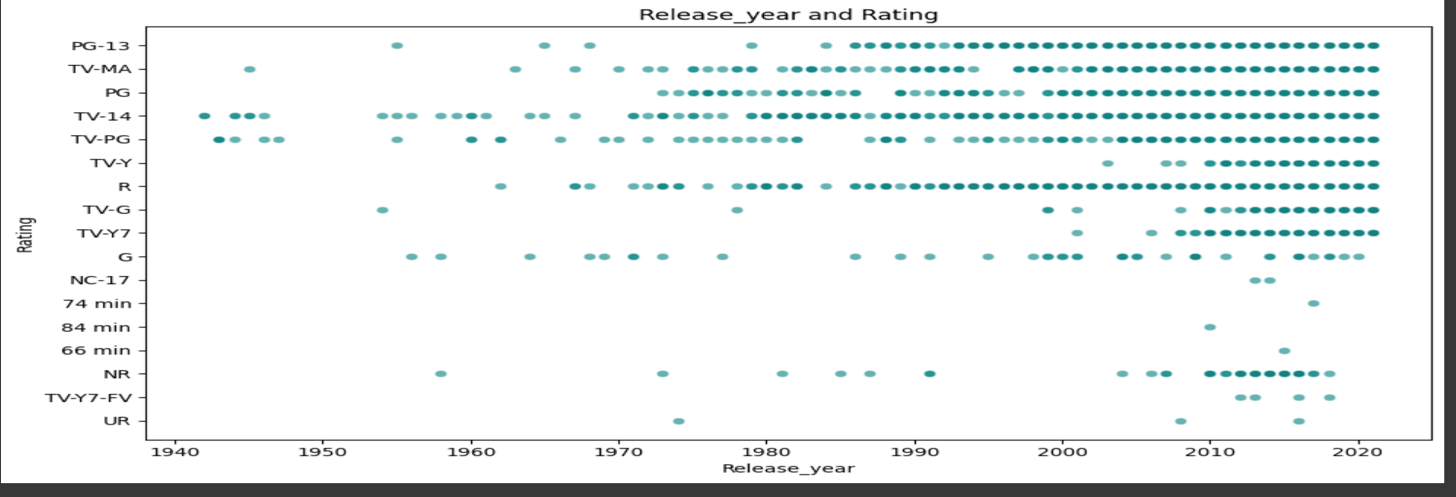 Release_year and Rating
PG-13
TV-MA
PG
TV-14
TV-PG
TV-Y
R
TV-G
TV-Y7
G
NC-17
74 min
84 min
66 min
NR
TV-Y7-FV
UR
Rating
1940 1950 1960 1970 1980 1990 2000 2010 2020
Release_year